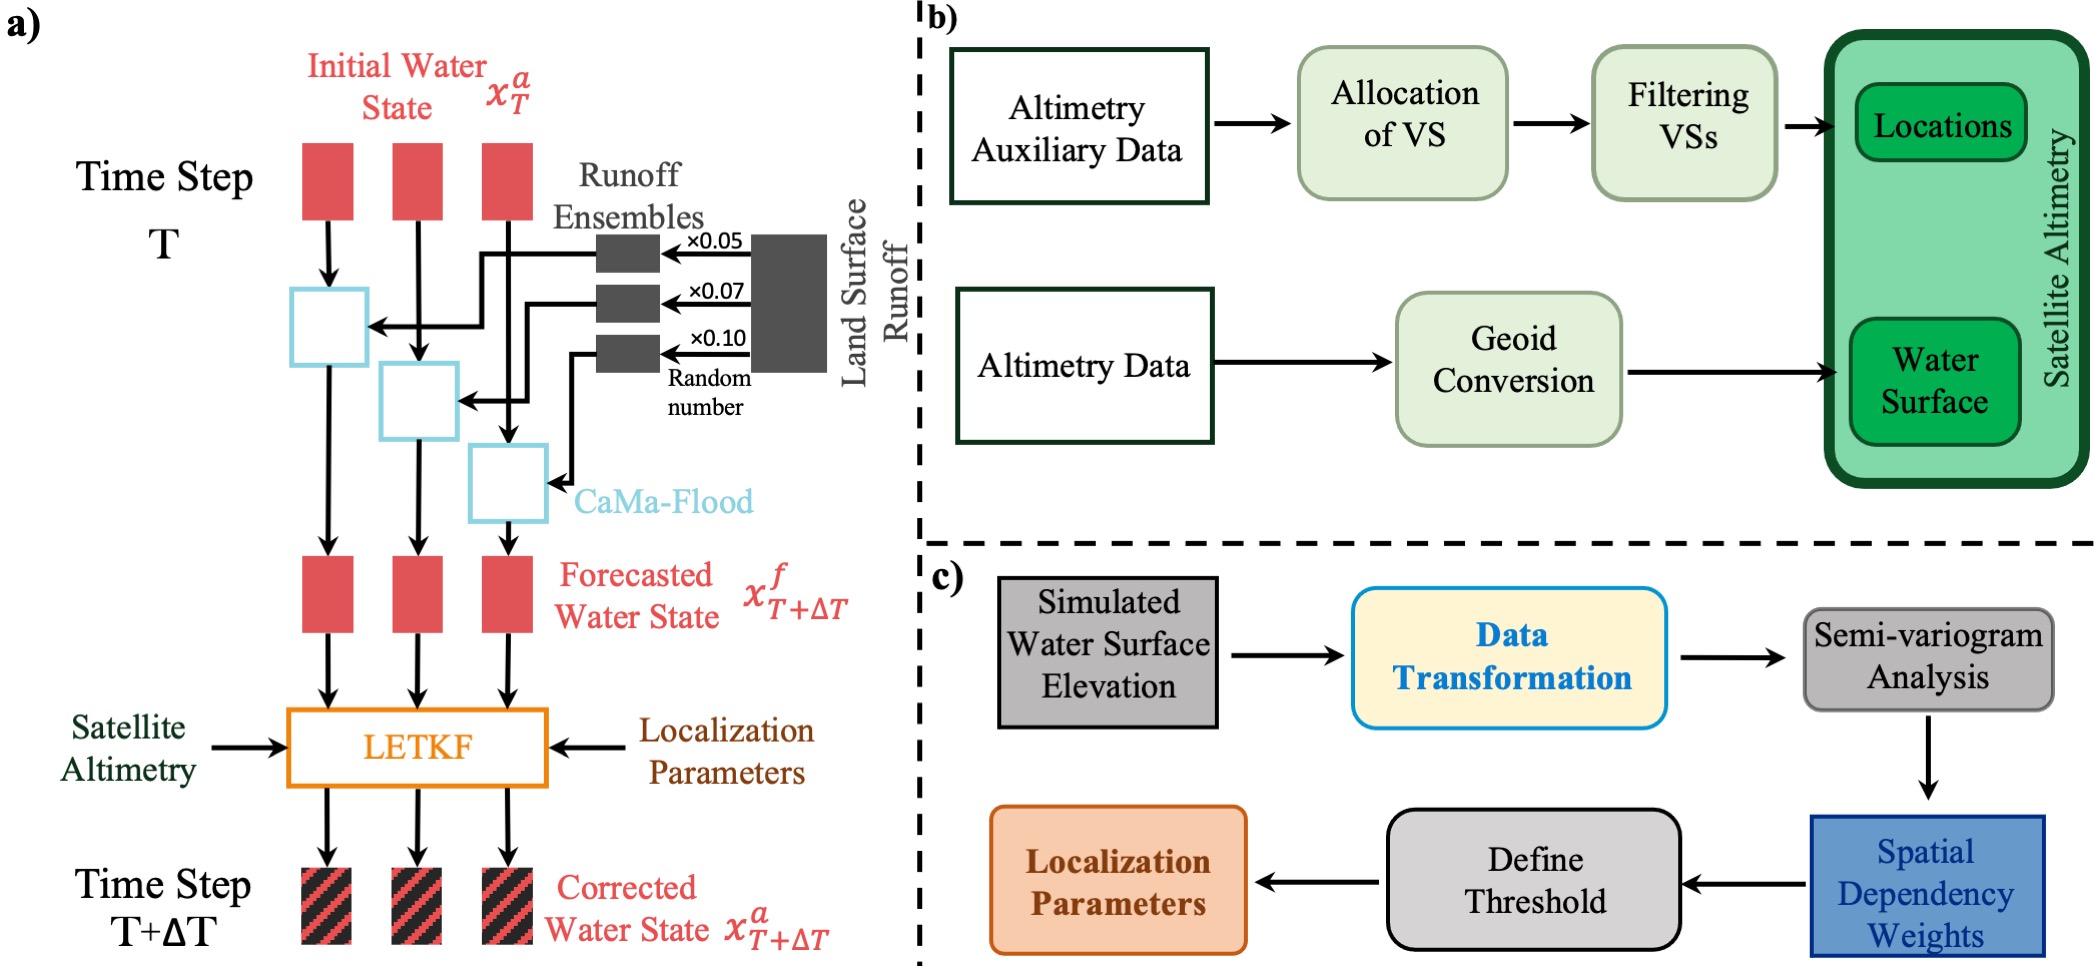 a)
Initial Water
State
x_T^a
Time Step
T
Runoff
Ensembles
×0.05
×0.07
×0.10
Random
number
Land Surface
Runoff
CaMa-Flood
Forecasted
Water State
x_{T+ΔT}^f
Satellite
Altimetry
LETKF
Localization
Parameters
Time Step
T+ΔT
Corrected
Water State
x_{T+ΔT}^a
b)
Altimetry
Auxiliary Data
Allocation
of VS
Filtering
VSs
Locations
Altimetry Data
Geoid
Conversion
Water
Surface
Satellite Altimetry
c)
Simulated
Water Surface
Elevation
Data
Transformation
Semi-variogram
Analysis
Spatial
Dependency
Weights
Define
Threshold
Localization
Parameters